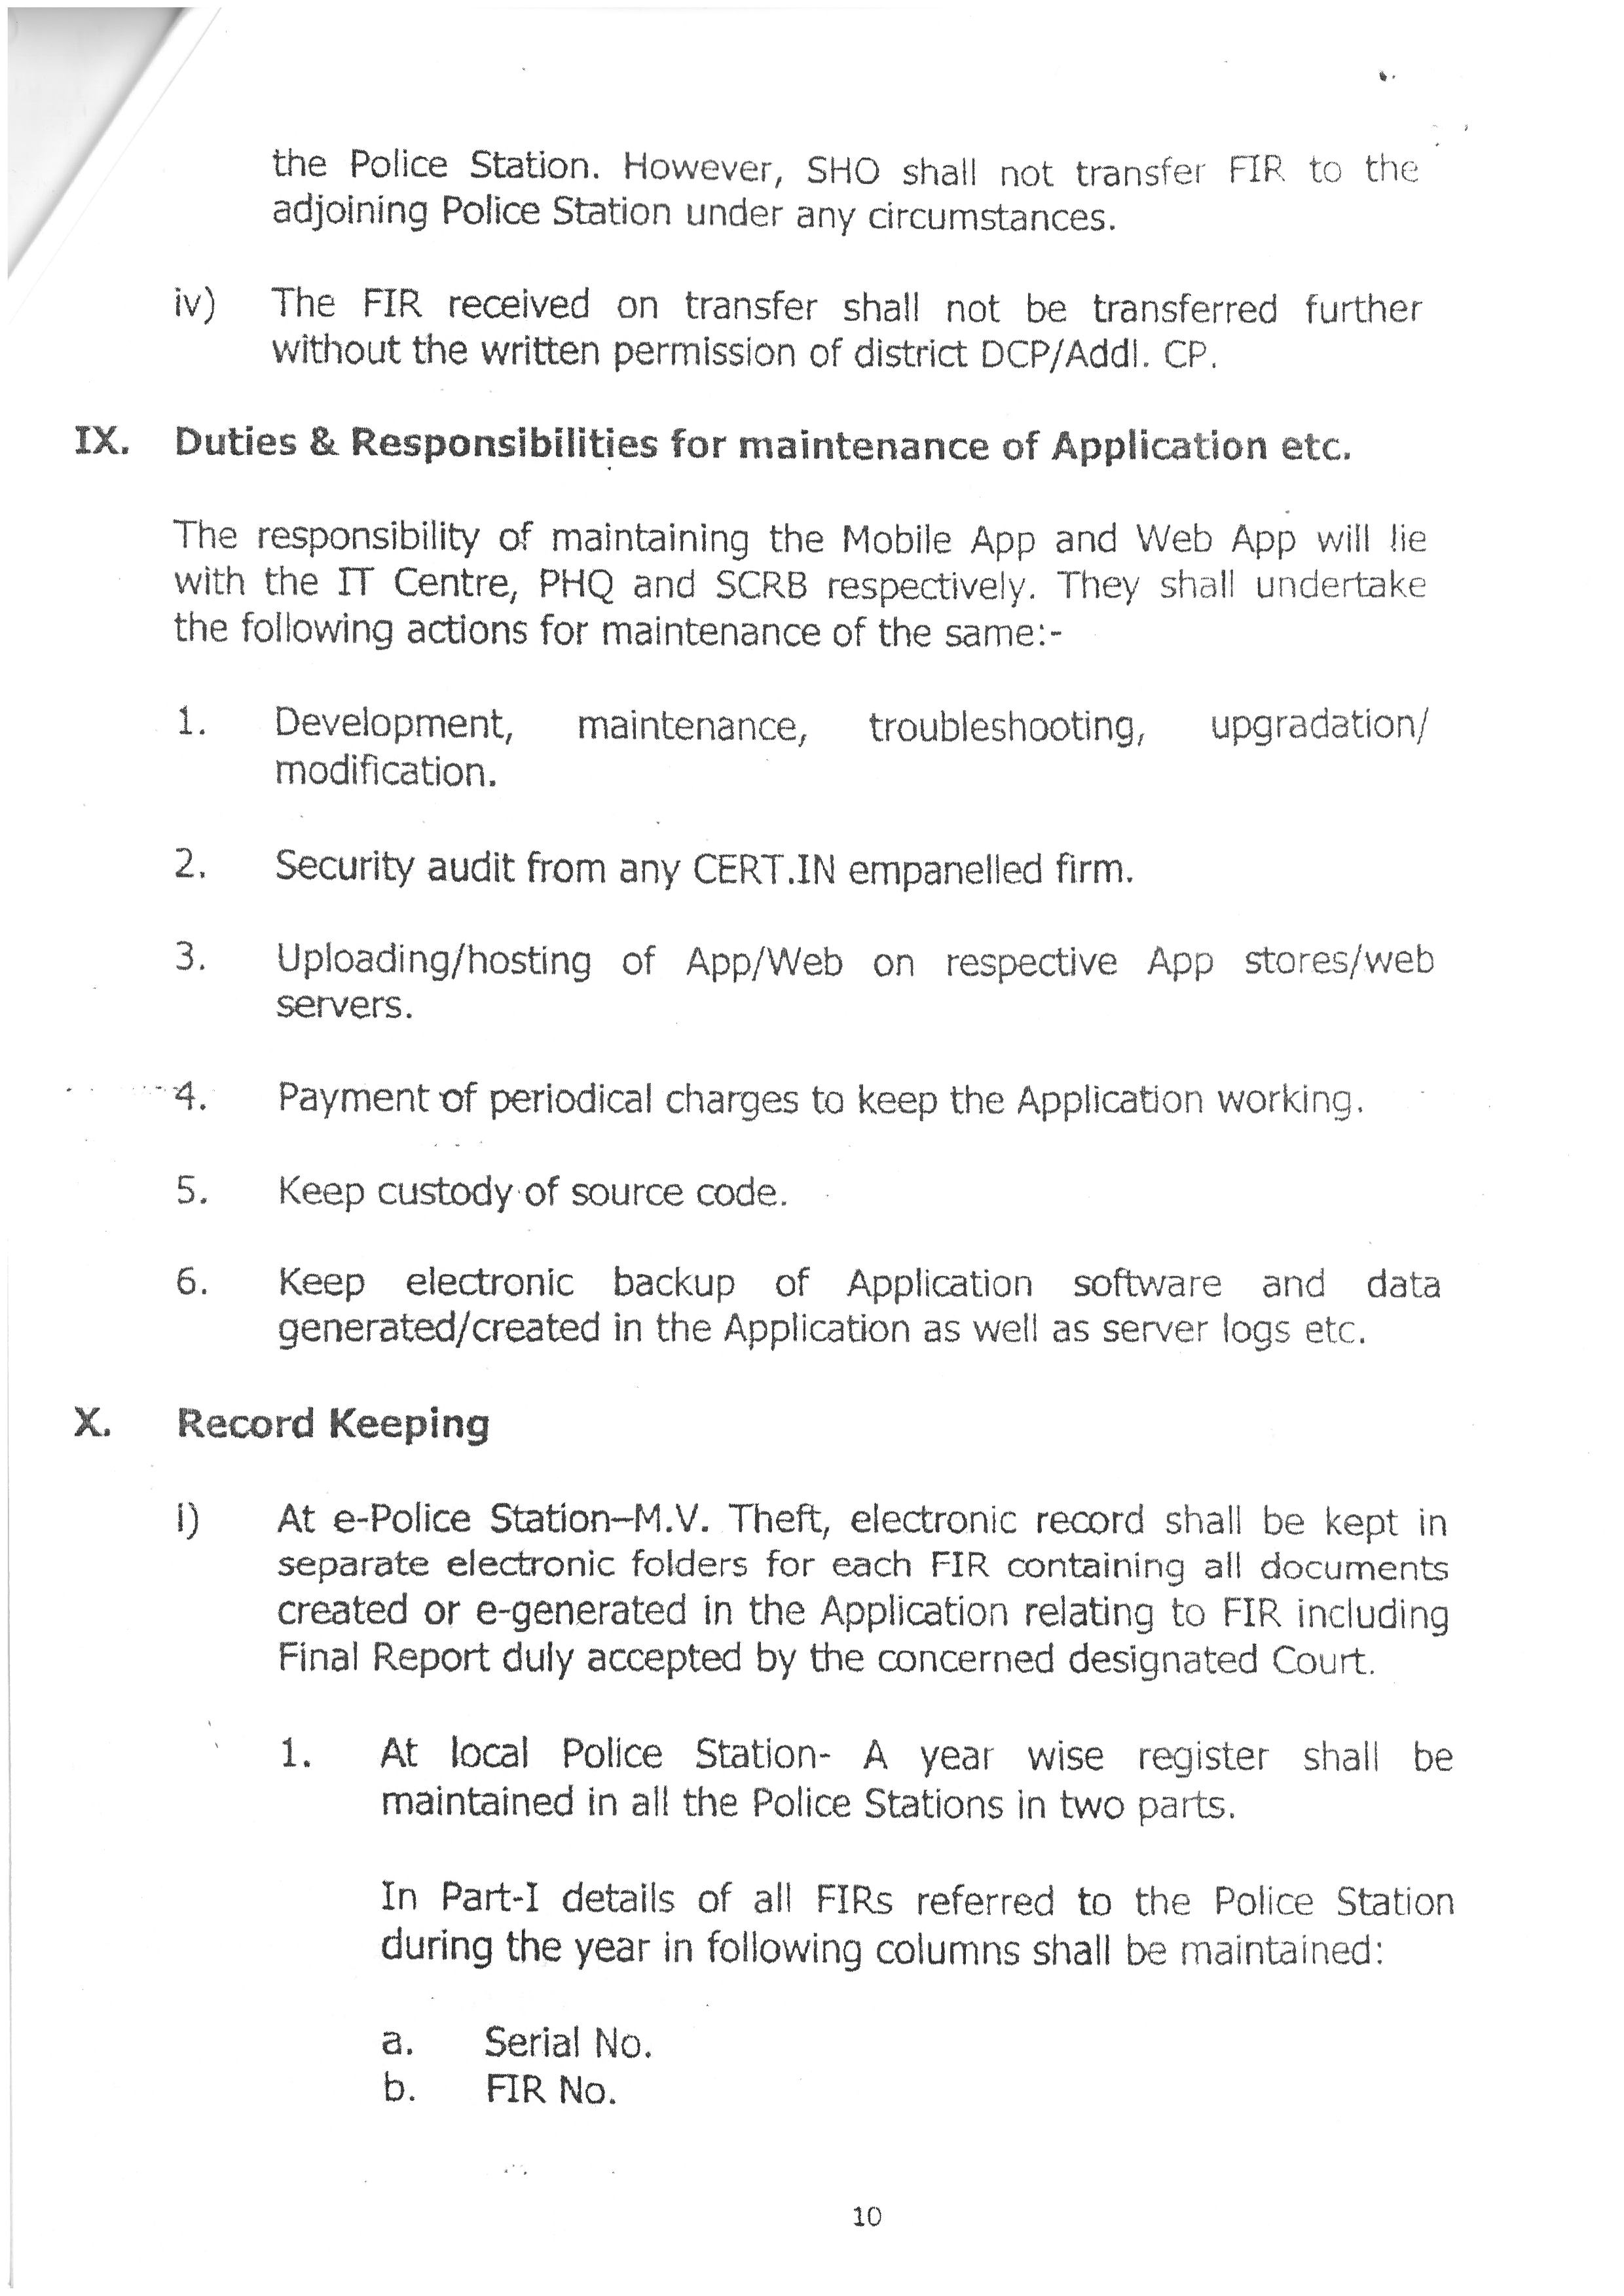 the Police Station. However, SHO shall not transfer FIR to the
adjoining Police Station under any circumstances.
iv) The FIR received on transfer shall not be transferred further
without the written permission of district DCP/Addl. CP.
IX. Duties & Responsibilities for maintenance of Application etc.
The responsibility of maintaining the Mobile App and Web App will lie
with the IT Centre, PHQ and SCRB respectively. They shall undertake
the following actions for maintenance of the same:-
1. Development, maintenance, troubleshooting, upgradation/
modification.
2. Security audit from any CERT.IN empanelled firm.
3. Uploading/hosting of App/Web on respective App stores/web
servers.
4. Payment of periodical charges to keep the Application working.
5. Keep custody of source code.
6. Keep electronic backup of Application software and data
generated/created in the Application as well as server logs etc.
X. Record Keeping
i) At e-Police Station–M.V. Theft, electronic record shall be kept in
separate electronic folders for each FIR containing all documents
created or e-generated in the Application relating to FIR including
Final Report duly accepted by the concerned designated Court.
1. At local Police Station- A year wise register shall be
maintained in all the Police Stations in two parts.
In Part-I details of all FIRs referred to the Police Station
during the year in following columns shall be maintained:
a. Serial No.
b. FIR No.
10